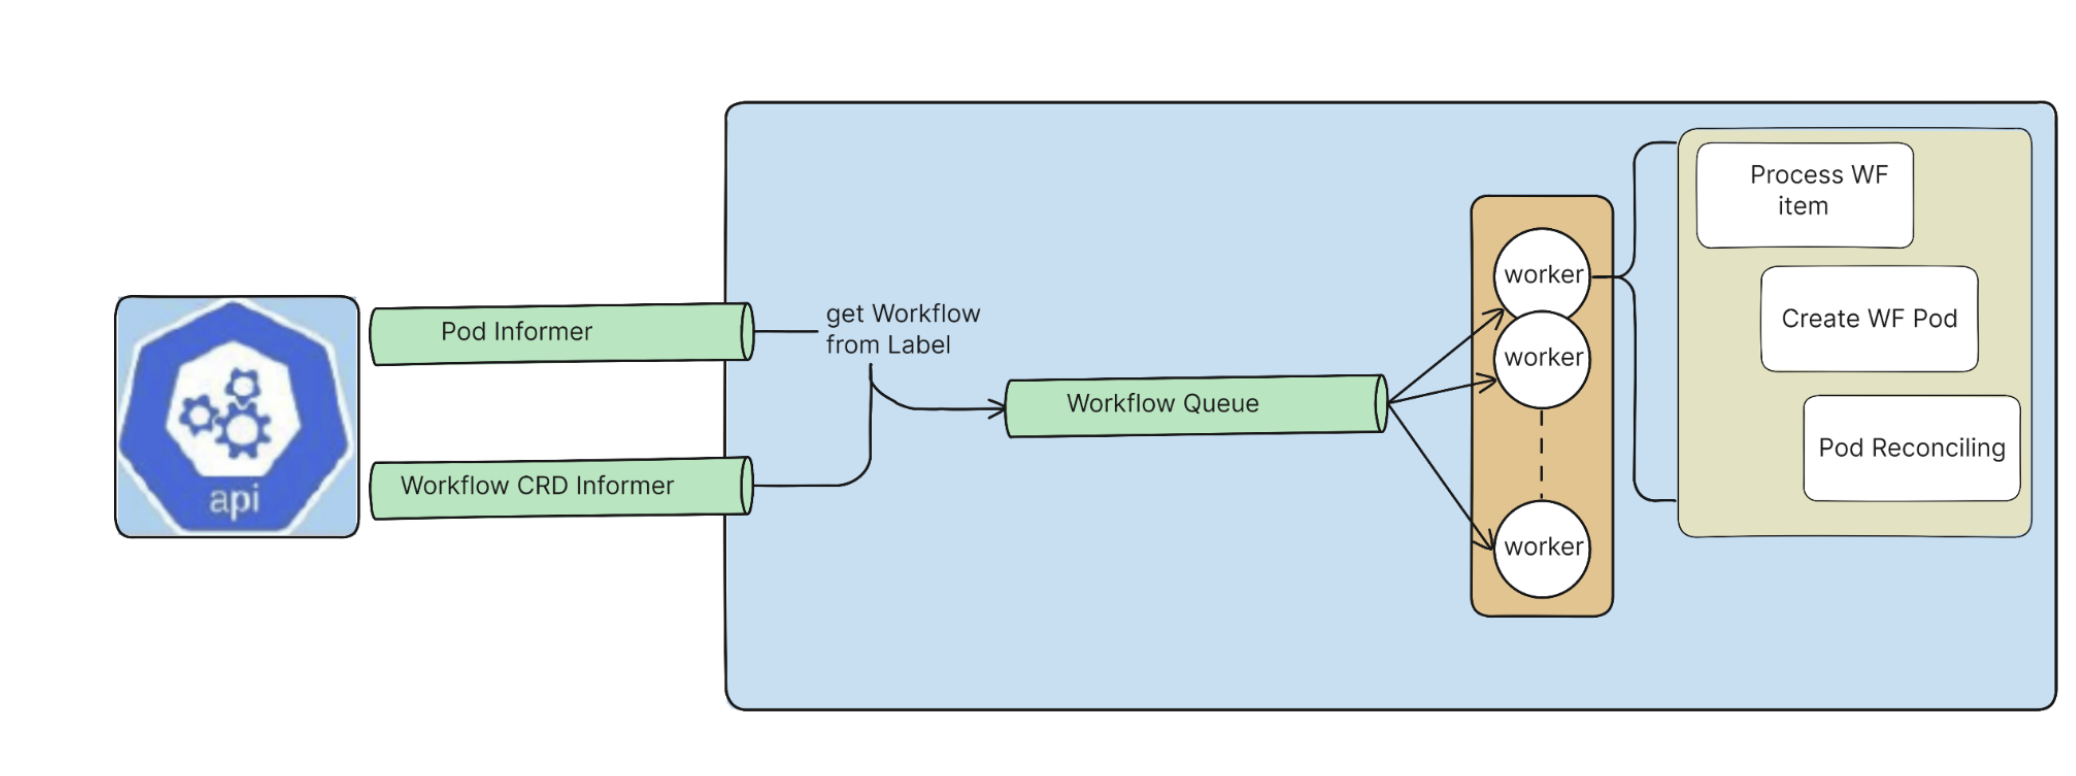 api
Pod Informer
Workflow CRD Informer
get Workflow
from Label
Workflow Queue
worker
worker
worker
Process WF
item
Create WF Pod
Pod Reconciling